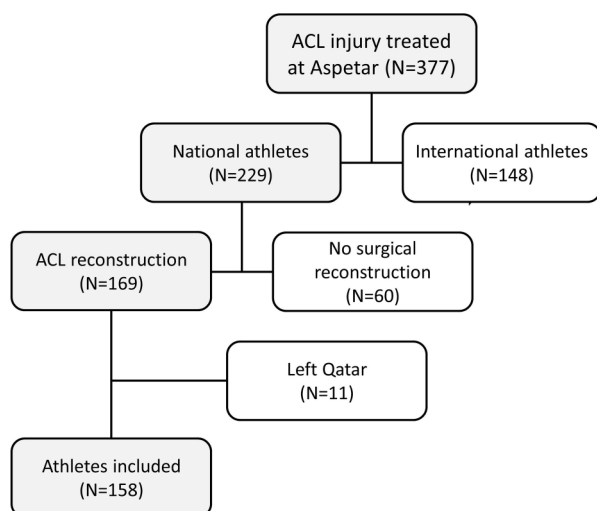 ACL injury treated
at Aspetar (N=377)
National athletes
(N=229)
International athletes
(N=148)
ACL reconstruction
(N=169)
No surgical
reconstruction
(N=60)
Left Qatar
(N=11)
Athletes included
(N=158)